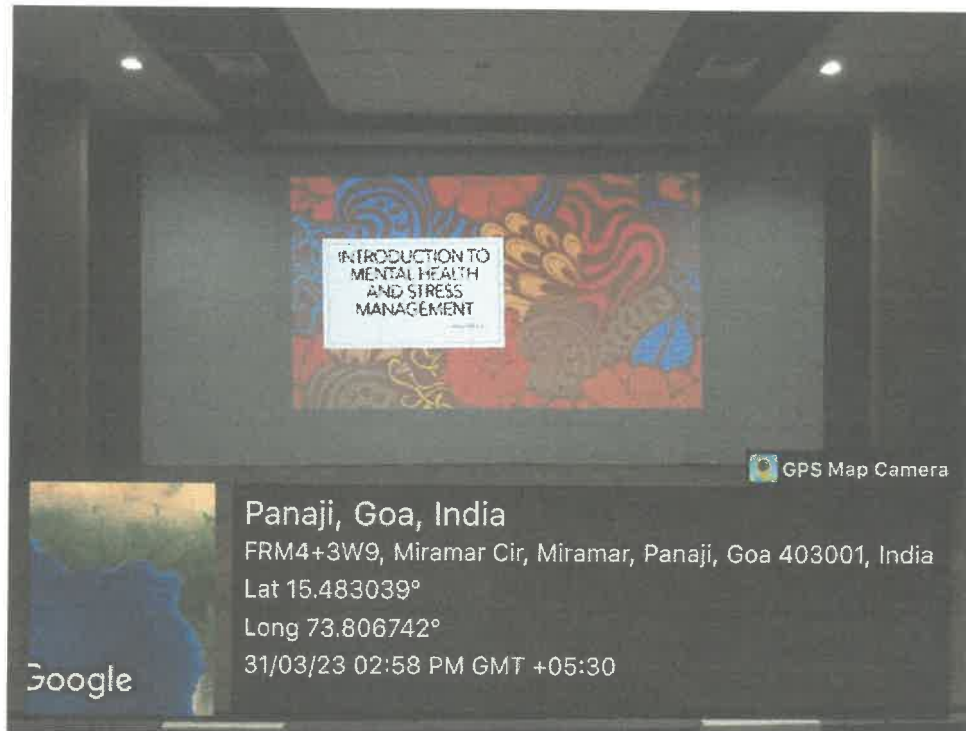 INTRODUCTION TO
MENTAL HEALTH
AND STRESS
MANAGEMENT
GPS Map Camera
Panaji, Goa, India
FRM4+3W9, Miramar Cir, Miramar, Panaji, Goa 403001, India
Lat 15.483039°
Long 73.806742°
31/03/23 02:58 PM GMT +05:30
Google